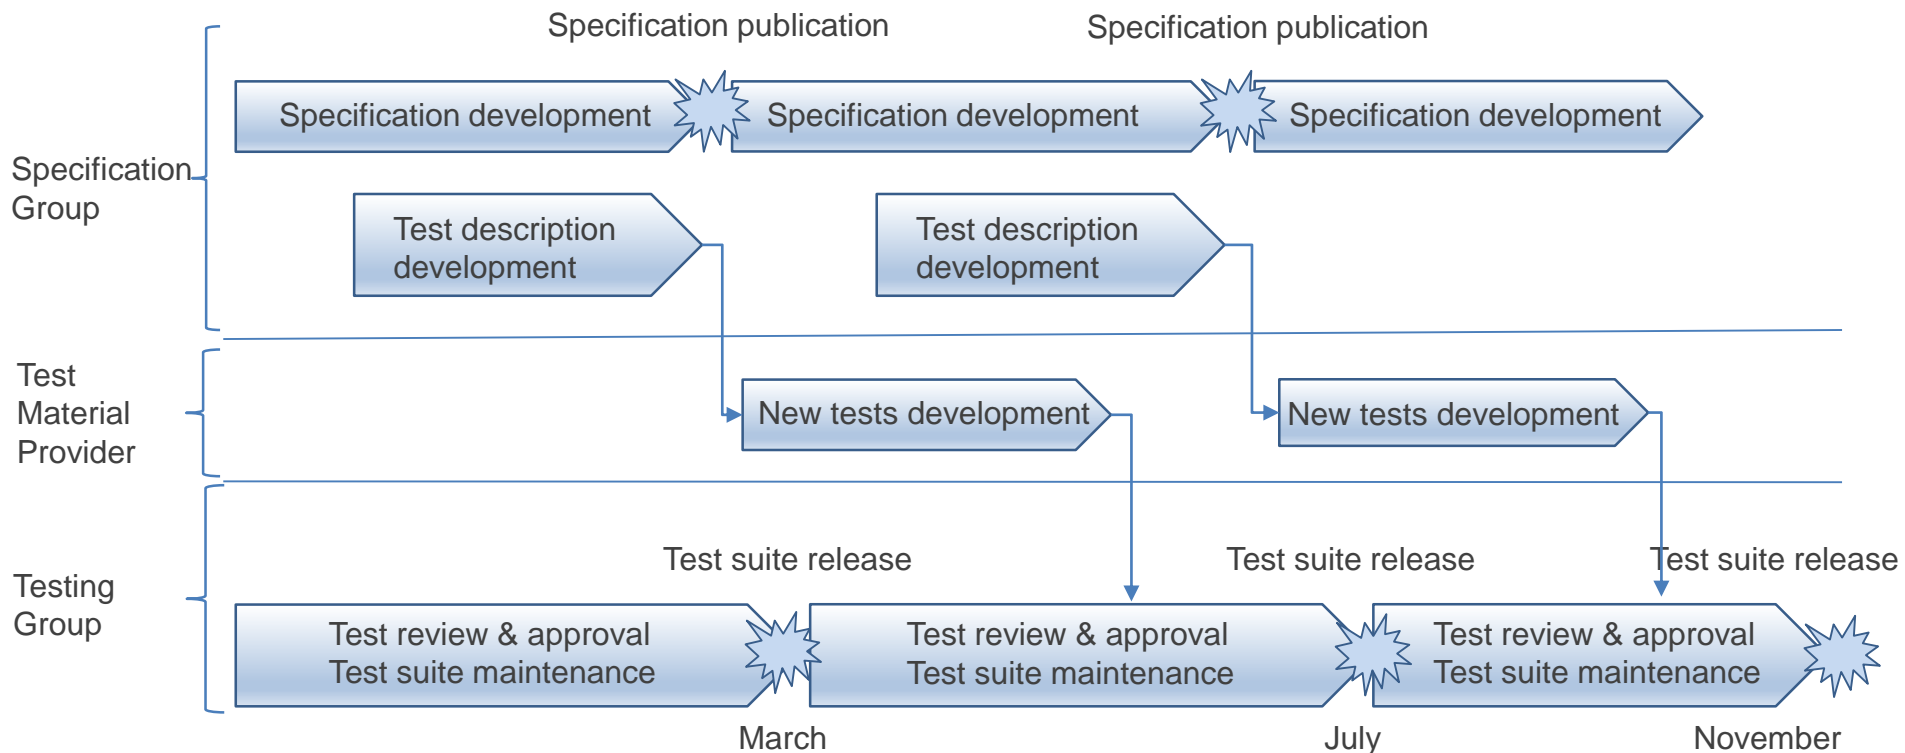 Specification publication
Specification publication
Specification development
Specification development
Specification development
Specification
Group
Test description
development
Test description
development
Test
Material
Provider
New tests development
New tests development
Test suite release
Test suite release
Test suite release
Testing
Group
Test review & approval
Test suite maintenance
Test review & approval
Test suite maintenance
Test review & approval
Test suite maintenance
March
July
November